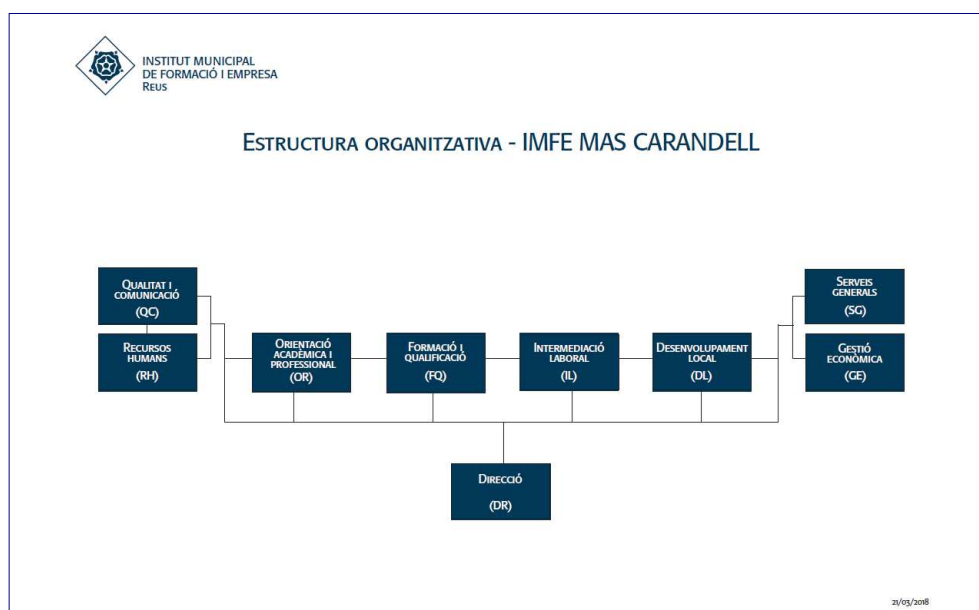 INSTITUT MUNICIPAL
DE FORMACIÓ I EMPRESA
REUS
ESTRUCTURA ORGANITZATIVA - IMFE MAS CARANDELL
QUALITAT I
COMUNICACIÓ
(QC)
RECURSOS
HUMANS
(RH)
ORIENTACIÓ
ACADÈMICA I
PROFESSIONAL
(OR)
FORMACIÓ I
QUALIFICACIÓ
(FQ)
INTERMEDIACIÓ
LABORAL
(IL)
DESENVOLUPAMENT
LOCAL
(DL)
SERVEIS
GENERALS
(SG)
GESTIÓ
ECONÒMICA
(GE)
DIRECCIÓ
(DR)
21/03/2018